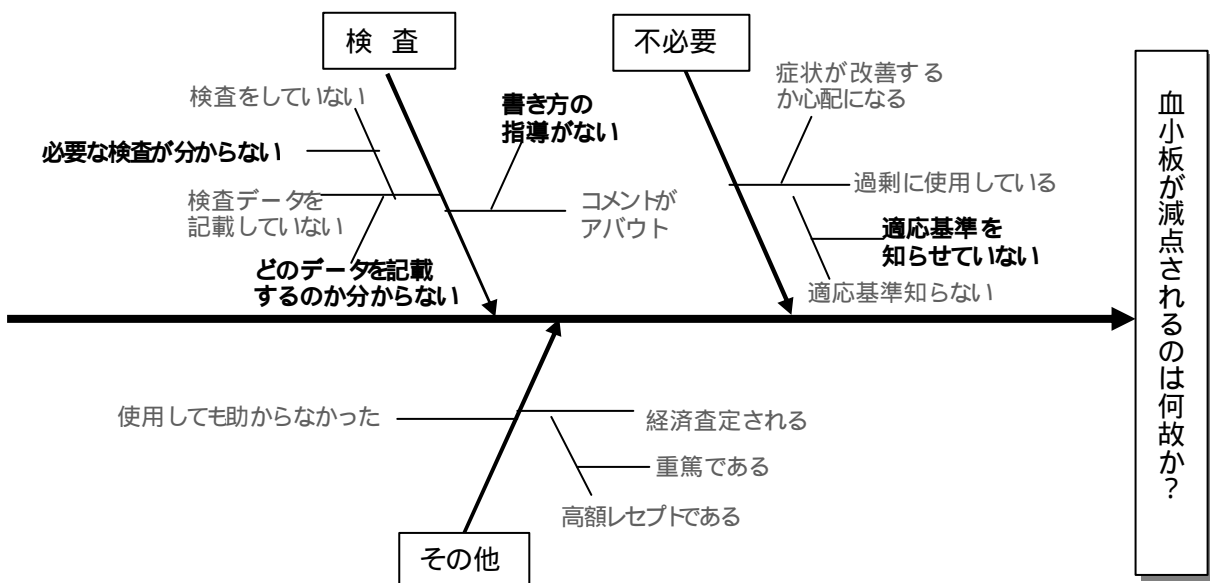 検 査
不必要
検査をしていない
書き方の
指導がない
症状が改善する
か心配になる
必要な検査が分からない
検査データを
記載していない
コメントが
アバウト
過剰に使用している
適応基準を
知らせていない
どのデータを記載
するのか分からない
適応基準知らない
血小板が減点されるのは何故か?
使用しても助からなかった
経済査定される
重篤である
高額レセプトである
その他